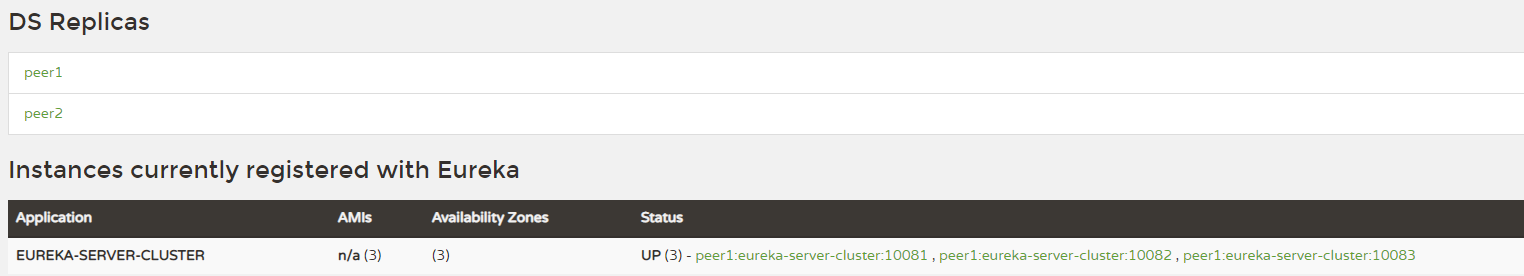 DS Replicas
peer1
peer2
Instances currently registered with Eureka
Application AMIs Availability Zones Status
EUREKA-SERVER-CLUSTER n/a (3) (3) UP (3) - peer1:eureka-server-cluster:10081 , peer1:eureka-server-cluster:10082 , peer1:eureka-server-cluster:10083